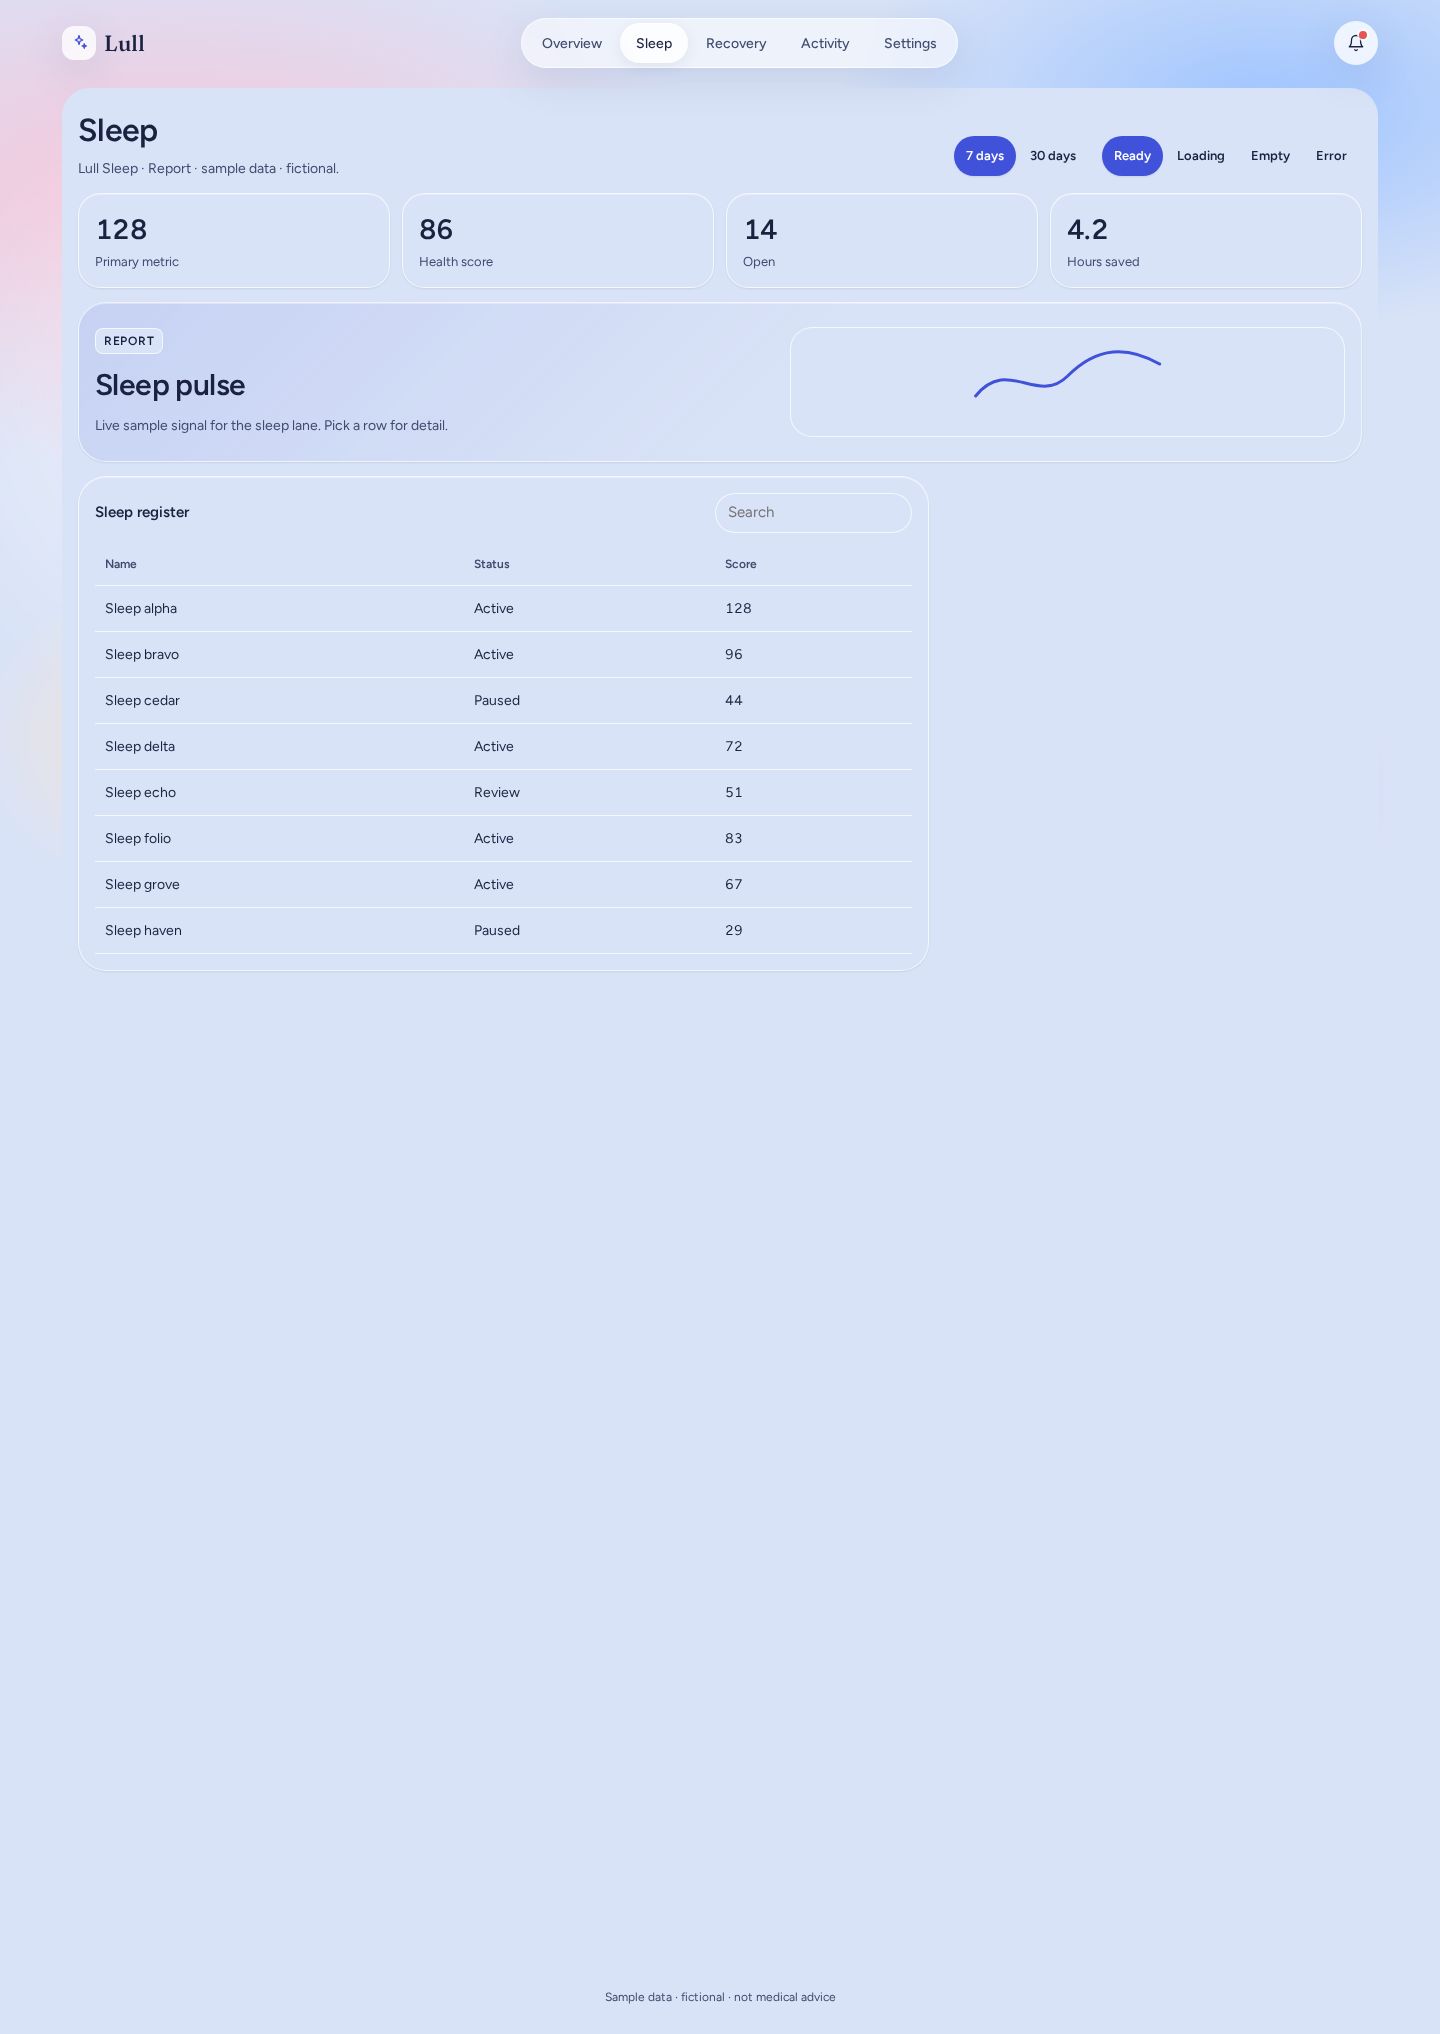 Lull
Overview Sleep Recovery Activity Settings
Sleep
Lull Sleep · Report · sample data · fictional.
7 days 30 days Ready Loading Empty Error
128
Primary metric
86
Health score
14
Open
4.2
Hours saved
REPORT
Sleep pulse
Live sample signal for the sleep lane. Pick a row for detail.
Sleep register
Search
Name Status Score
Sleep alpha Active 128
Sleep bravo Active 96
Sleep cedar Paused 44
Sleep delta Active 72
Sleep echo Review 51
Sleep folio Active 83
Sleep grove Active 67
Sleep haven Paused 29
Sample data · fictional · not medical advice